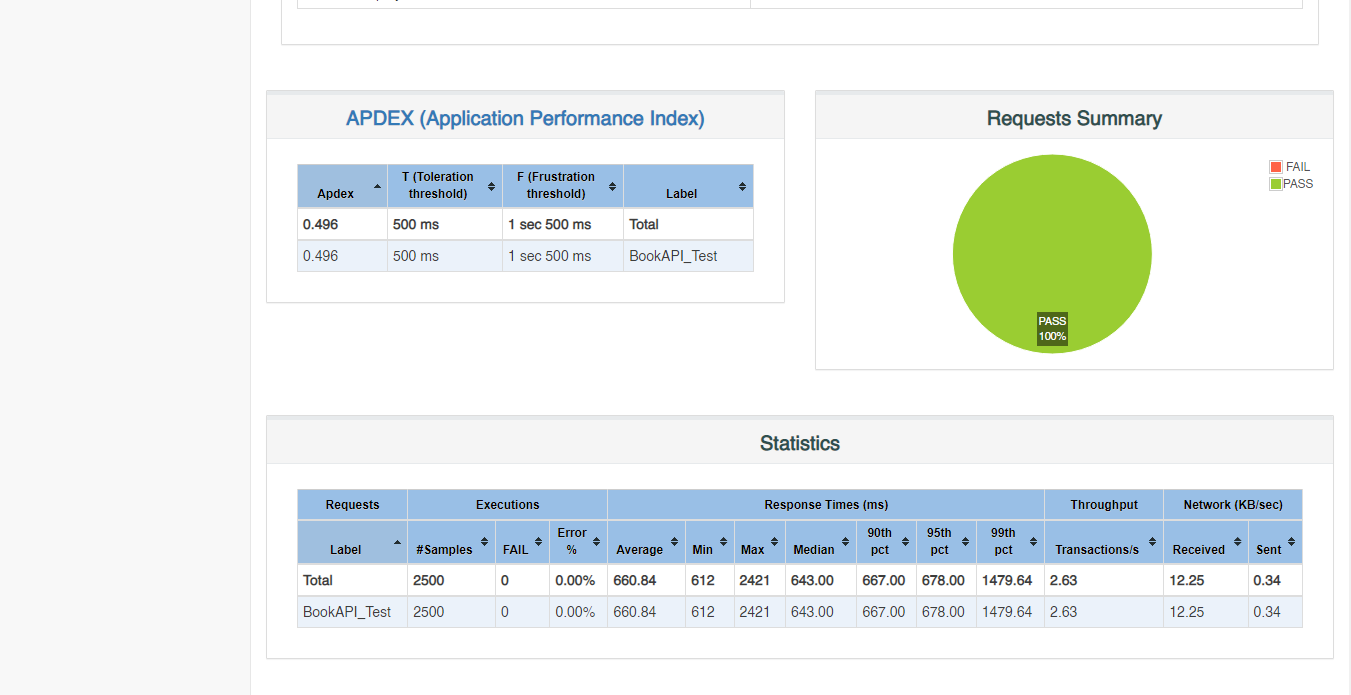 APDEX (Application Performance Index)
Apdex T (Toleration threshold) F (Frustration threshold) Label
0.496 500 ms 1 sec 500 ms Total
0.496 500 ms 1 sec 500 ms BookAPI_Test
Requests Summary
FAIL
PASS
PASS
100%
Statistics
Requests Executions Response Times (ms) Throughput Network (KB/sec)
Label #Samples FAIL Error % Average Min Max Median 90th pct 95th pct 99th pct Transactions/s Received Sent
Total 2500 0 0.00% 660.84 612 2421 643.00 667.00 678.00 1479.64 2.63 12.25 0.34
BookAPI_Test 2500 0 0.00% 660.84 612 2421 643.00 667.00 678.00 1479.64 2.63 12.25 0.34